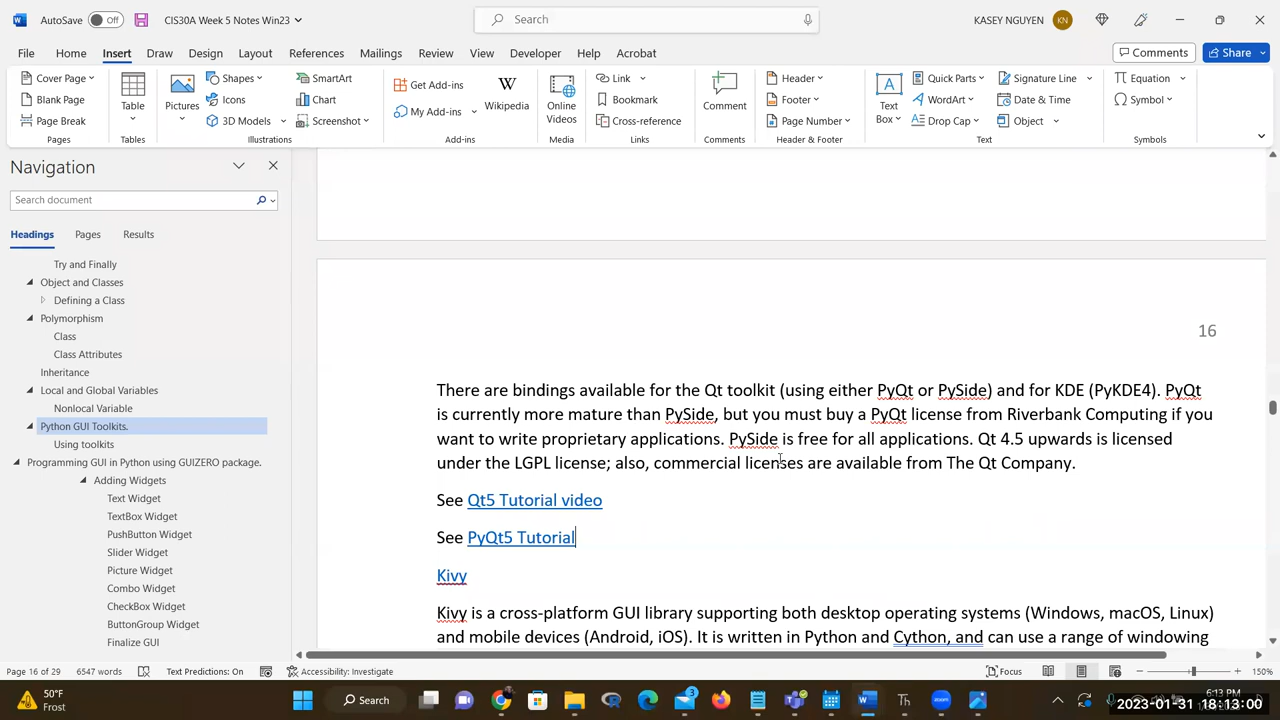 AutoSave Off CIS30A Week 5 Notes Win23 Search KASEY NGUYEN KN
File Home Insert Draw Design Layout References Mailings Review View Developer Help Acrobat Comments Share
Cover Page
Blank Page
Page Break
Pages
Table
Tables
Pictures
Shapes
Icons
3D Models
SmartArt
Chart
Screenshot
Illustrations
Get Add-ins
My Add-ins
Wikipedia
Add-ins
Online
Videos
Media
Link
Bookmark
Cross-reference
Links
Comment
Comments
Header
Footer
Page Number
Header & Footer
Text
Box
Quick Parts
WordArt
Drop Cap
Signature Line
Date & Time
Object
Text
Equation
Symbol
Symbols
Navigation
Search document
Headings Pages Results
Try and Finally
Object and Classes
Defining a Class
Polymorphism
Class
Class Attributes
Inheritance
Local and Global Variables
Nonlocal Variable
Python GUI Toolkits.
Using toolkits
Programming GUI in Python using GUIZERO package.
Adding Widgets
Text Widget
TextBox Widget
PushButton Widget
Slider Widget
Picture Widget
Combo Widget
CheckBox Widget
ButtonGroup Widget
Finalize GUI
16
There are bindings available for the Qt toolkit (using either PyQt or PySide) and for KDE (PyKDE4). PyQt
is currently more mature than PySide, but you must buy a PyQt license from Riverbank Computing if you
want to write proprietary applications. PySide is free for all applications. Qt 4.5 upwards is licensed
under the LGPL license; also, commercial licenses are available from The Qt Company.
See Qt5 Tutorial video
See PyQt5 Tutorial
Kivy
Kivy is a cross-platform GUI library supporting both desktop operating systems (Windows, macOS, Linux)
and mobile devices (Android, iOS). It is written in Python and Cython, and can use a range of windowing
Page 16 of 29 6547 words Text Predictions: On Accessibility: Investigate Focus 150%
50°F
Frost
Search
3
6:13 PM
2023-01-31 18:13:00